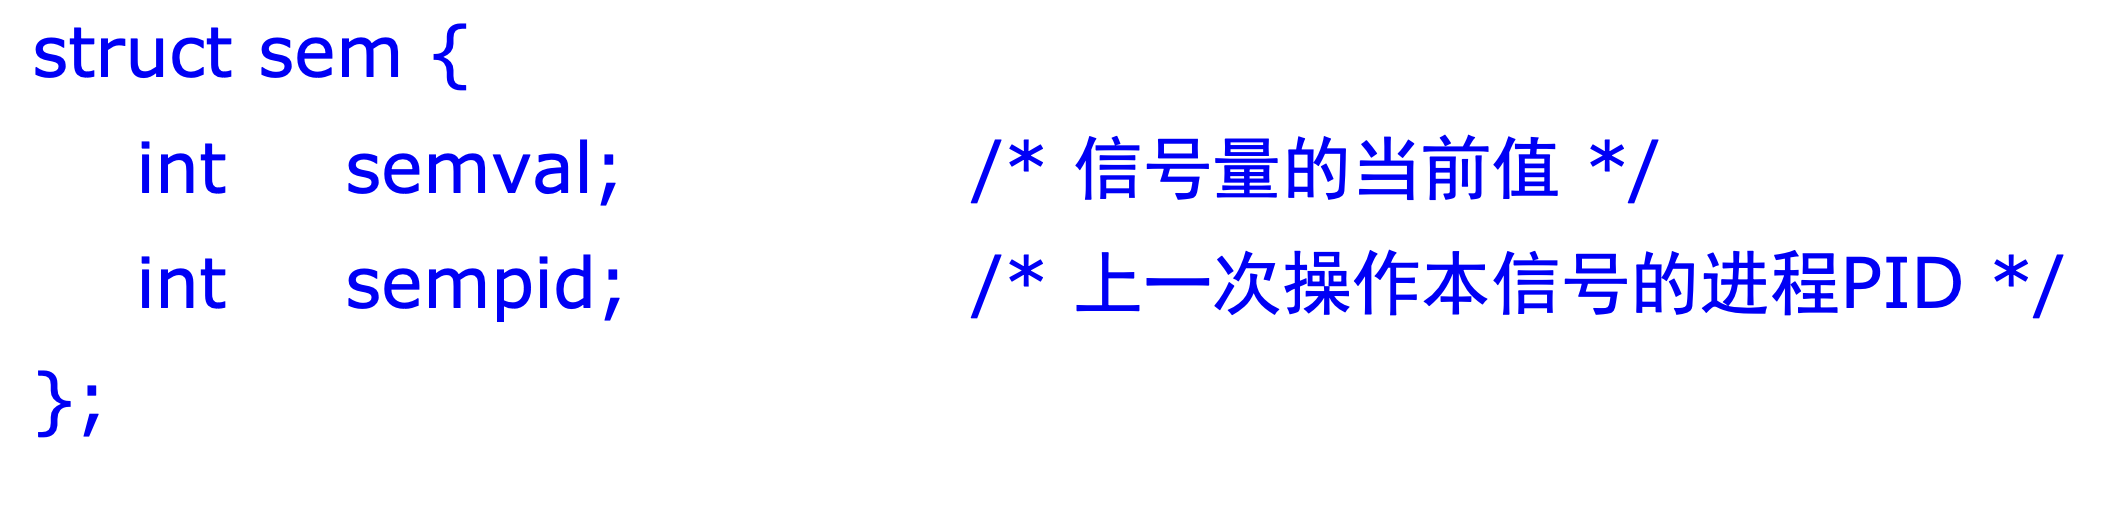 struct sem {
int semval; /* 信号量的当前值 */
int sempid; /* 上一次操作本信号的进程PID */
};